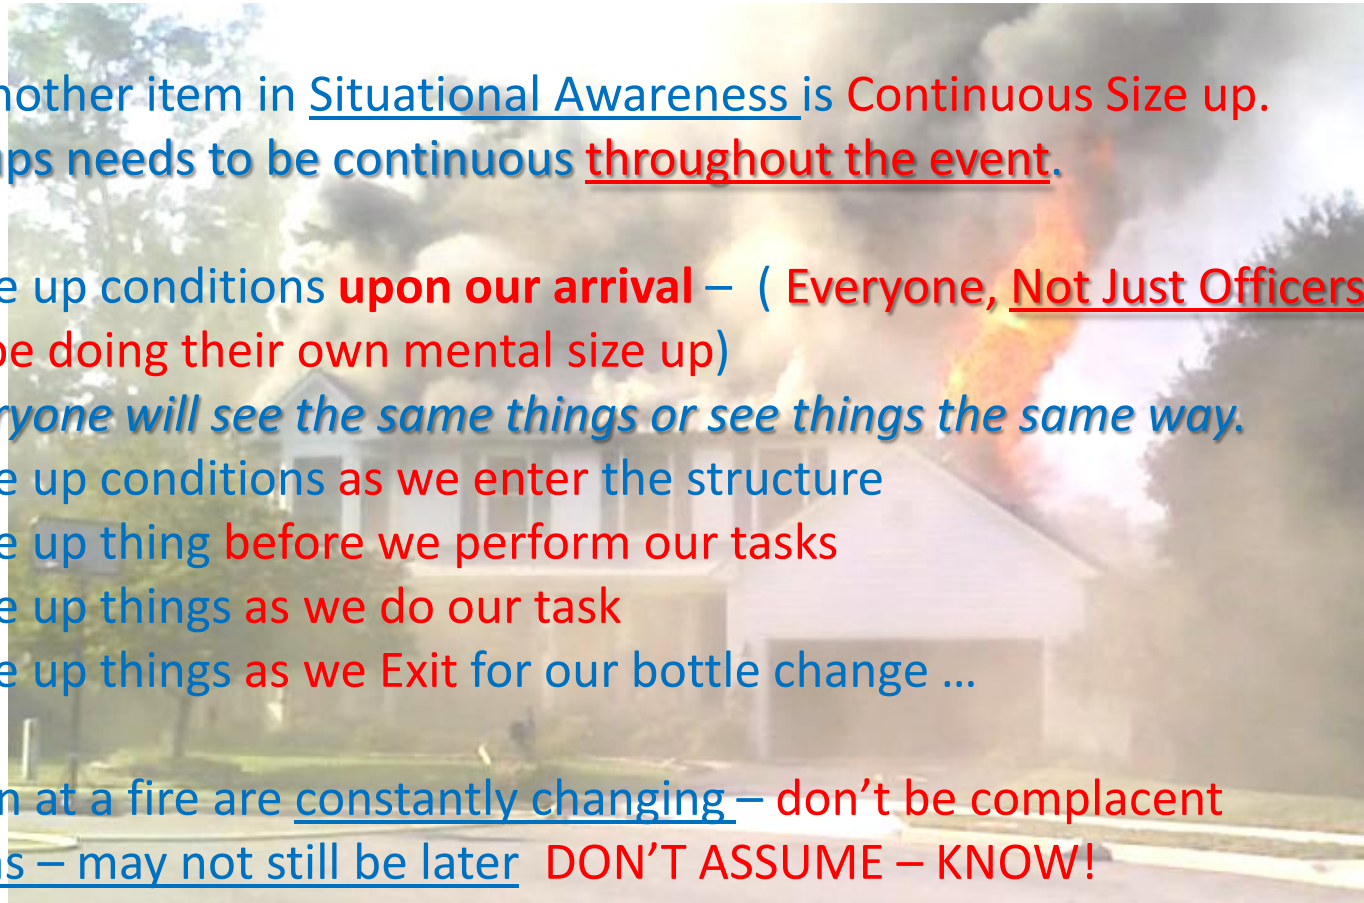 nother item in Situational Awareness is Continuous Size up.
ups needs to be continuous throughout the event.
e up conditions upon our arrival – ( Everyone, Not Just Officers
be doing their own mental size up)
ryone will see the same things or see things the same way.
e up conditions as we enter the structure
e up thing before we perform our tasks
e up things as we do our task
e up things as we Exit for our bottle change …
n at a fire are constantly changing – don’t be complacent
as – may not still be later DON’T ASSUME – KNOW!